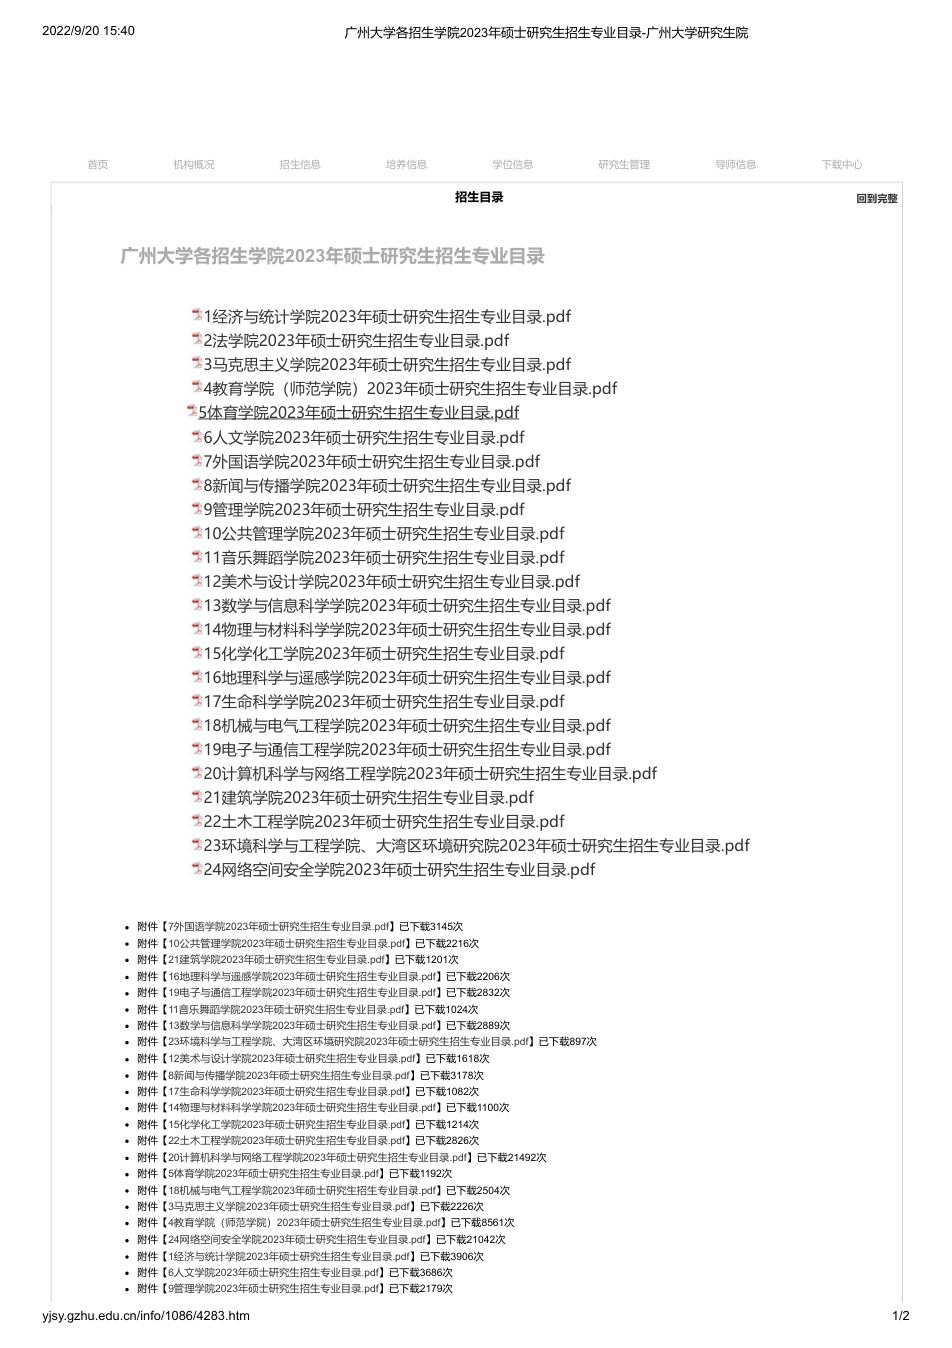 2022/9/20 15:40
广州大学各招生学院2023年硕士研究生招生专业目录-广州大学研究生院
首页 机构概况 招生信息 培养信息 学位信息 研究生管理 导师信息 下载中心
招生目录 回到完整
广州大学各招生学院2023年硕士研究生招生专业目录
1经济与统计学院2023年硕士研究生招生专业目录.pdf
2法学院2023年硕士研究生招生专业目录.pdf
3马克思主义学院2023年硕士研究生招生专业目录.pdf
4教育学院（师范学院）2023年硕士研究生招生专业目录.pdf
5体育学院2023年硕士研究生招生专业目录.pdf
6人文学院2023年硕士研究生招生专业目录.pdf
7外国语学院2023年硕士研究生招生专业目录.pdf
8新闻与传播学院2023年硕士研究生招生专业目录.pdf
9管理学院2023年硕士研究生招生专业目录.pdf
10公共管理学院2023年硕士研究生招生专业目录.pdf
11音乐舞蹈学院2023年硕士研究生招生专业目录.pdf
12美术与设计学院2023年硕士研究生招生专业目录.pdf
13数学与信息科学学院2023年硕士研究生招生专业目录.pdf
14物理与材料科学学院2023年硕士研究生招生专业目录.pdf
15化学化工学院2023年硕士研究生招生专业目录.pdf
16地理科学与遥感学院2023年硕士研究生招生专业目录.pdf
17生命科学学院2023年硕士研究生招生专业目录.pdf
18机械与电气工程学院2023年硕士研究生招生专业目录.pdf
19电子与通信工程学院2023年硕士研究生招生专业目录.pdf
20计算机科学与网络工程学院2023年硕士研究生招生专业目录.pdf
21建筑学院2023年硕士研究生招生专业目录.pdf
22土木工程学院2023年硕士研究生招生专业目录.pdf
23环境科学与工程学院、大湾区环境研究院2023年硕士研究生招生专业目录.pdf
24网络空间安全学院2023年硕士研究生招生专业目录.pdf
附件【7外国语学院2023年硕士研究生招生专业目录.pdf】已下载3145次
附件【10公共管理学院2023年硕士研究生招生专业目录.pdf】已下载2216次
附件【21建筑学院2023年硕士研究生招生专业目录.pdf】已下载1201次
附件【16地理科学与遥感学院2023年硕士研究生招生专业目录.pdf】已下载2206次
附件【19电子与通信工程学院2023年硕士研究生招生专业目录.pdf】已下载2832次
附件【11音乐舞蹈学院2023年硕士研究生招生专业目录.pdf】已下载1024次
附件【13数学与信息科学学院2023年硕士研究生招生专业目录.pdf】已下载2889次
附件【23环境科学与工程学院、大湾区环境研究院2023年硕士研究生招生专业目录.pdf】已下载897次
附件【12美术与设计学院2023年硕士研究生招生专业目录.pdf】已下载1618次
附件【8新闻与传播学院2023年硕士研究生招生专业目录.pdf】已下载3178次
附件【17生命科学学院2023年硕士研究生招生专业目录.pdf】已下载1082次
附件【14物理与材料科学学院2023年硕士研究生招生专业目录.pdf】已下载1100次
附件【15化学化工学院2023年硕士研究生招生专业目录.pdf】已下载1214次
附件【22土木工程学院2023年硕士研究生招生专业目录.pdf】已下载2826次
附件【20计算机科学与网络工程学院2023年硕士研究生招生专业目录.pdf】已下载21492次
附件【5体育学院2023年硕士研究生招生专业目录.pdf】已下载1192次
附件【18机械与电气工程学院2023年硕士研究生招生专业目录.pdf】已下载2504次
附件【3马克思主义学院2023年硕士研究生招生专业目录.pdf】已下载2226次
附件【4教育学院（师范学院）2023年硕士研究生招生专业目录.pdf】已下载8561次
附件【24网络空间安全学院2023年硕士研究生招生专业目录.pdf】已下载21042次
附件【1经济与统计学院2023年硕士研究生招生专业目录.pdf】已下载3906次
附件【6人文学院2023年硕士研究生招生专业目录.pdf】已下载3686次
附件【9管理学院2023年硕士研究生招生专业目录.pdf】已下载2179次
yjsy.gzhu.edu.cn/info/1086/4283.htm
1/2